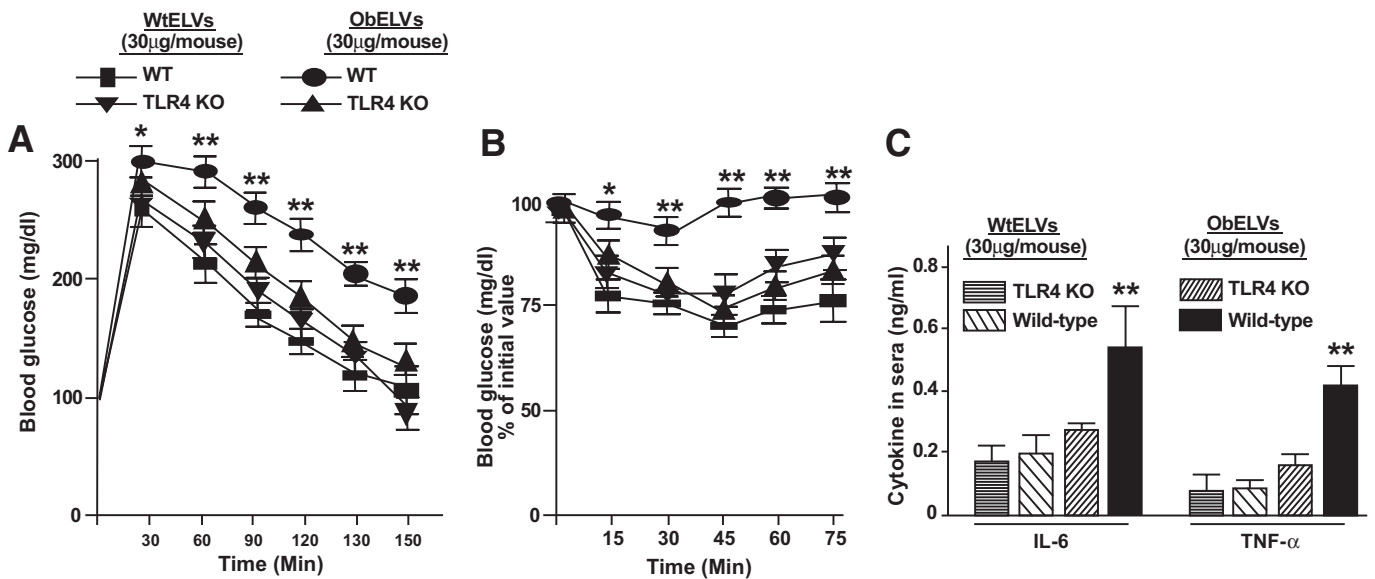 WtELVs
(30μg/mouse)
WT
TLR4 KO
ObELVs
(30μg/mouse)
WT
TLR4 KO
A
Blood glucose (mg/dl)
300
200
100
0
* ** ** ** ** **
30 60 90 120 130 150
Time (Min)
B
Blood glucose (mg/dl)
% of initial value
100
75
50
0
* ** ** ** **
15 30 45 60 75
Time (Min)
C
WtELVs
(30μg/mouse)
TLR4 KO
Wild-type
ObELVs
(30μg/mouse)
TLR4 KO
Wild-type
Cytokine in sera (ng/ml)
0.8
0.6
0.4
0.2
0
** **
IL-6 TNF-α